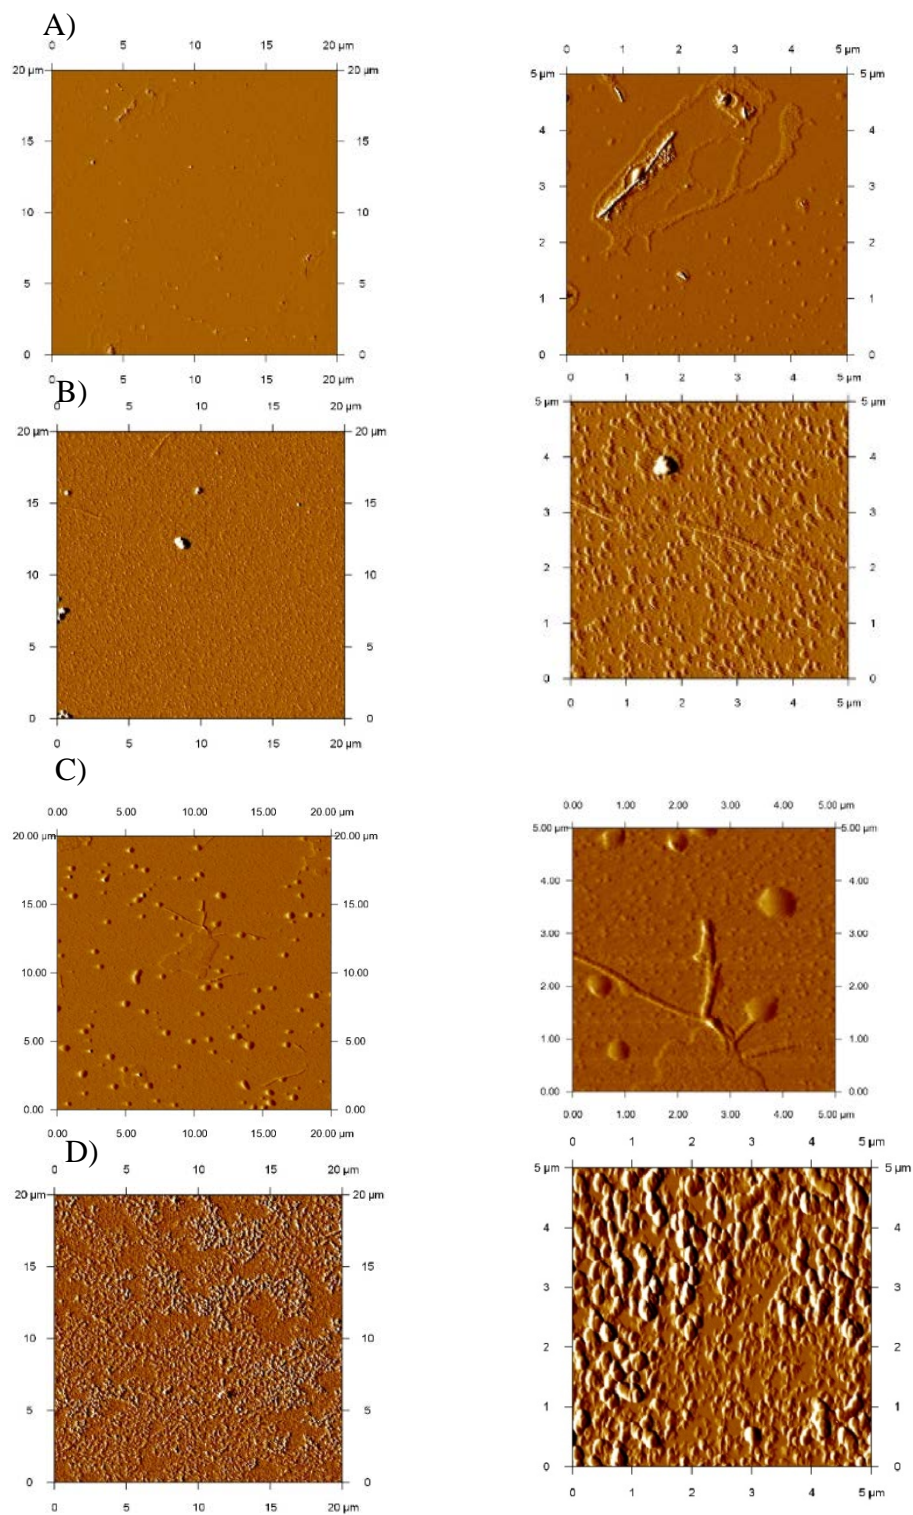 A)
0 5 10 15 20 µm
20 µm 20 µm
15 15
10 10
5 5
0 0
0 5 10 15 20 µm
0 1 2 3 4 5 µm
5 µm 5 µm
4 4
3 3
2 2
1 1
0 0
0 1 2 3 4 5 µm
B)
0 5 10 15 20 µm
20 µm 20 µm
15 15
10 10
5 5
0 0
0 5 10 15 20 µm
5 µm 5 µm
4 4
3 3
2 2
1 1
0 0
0 1 2 3 4 5 µm
C)
0.00 5.00 10.00 15.00 20.00 µm
20.00 µm 20.00 µm
15.00 15.00
10.00 10.00
5.00 5.00
0.00 0.00
0.00 5.00 10.00 15.00 20.00 µm
0.00 1.00 2.00 3.00 4.00 5.00 µm
5.00 µm 5.00 µm
4.00 4.00
3.00 3.00
2.00 2.00
1.00 1.00
0.00 0.00
0.00 1.00 2.00 3.00 4.00 5.00 µm
D)
0 5 10 15 20 µm
20 µm 20 µm
15 15
10 10
5 5
0 0
0 5 10 15 20 µm
0 1 2 3 4 5 µm
5 µm 5 µm
4 4
3 3
2 2
1 1
0 0
0 1 2 3 4 5 µm